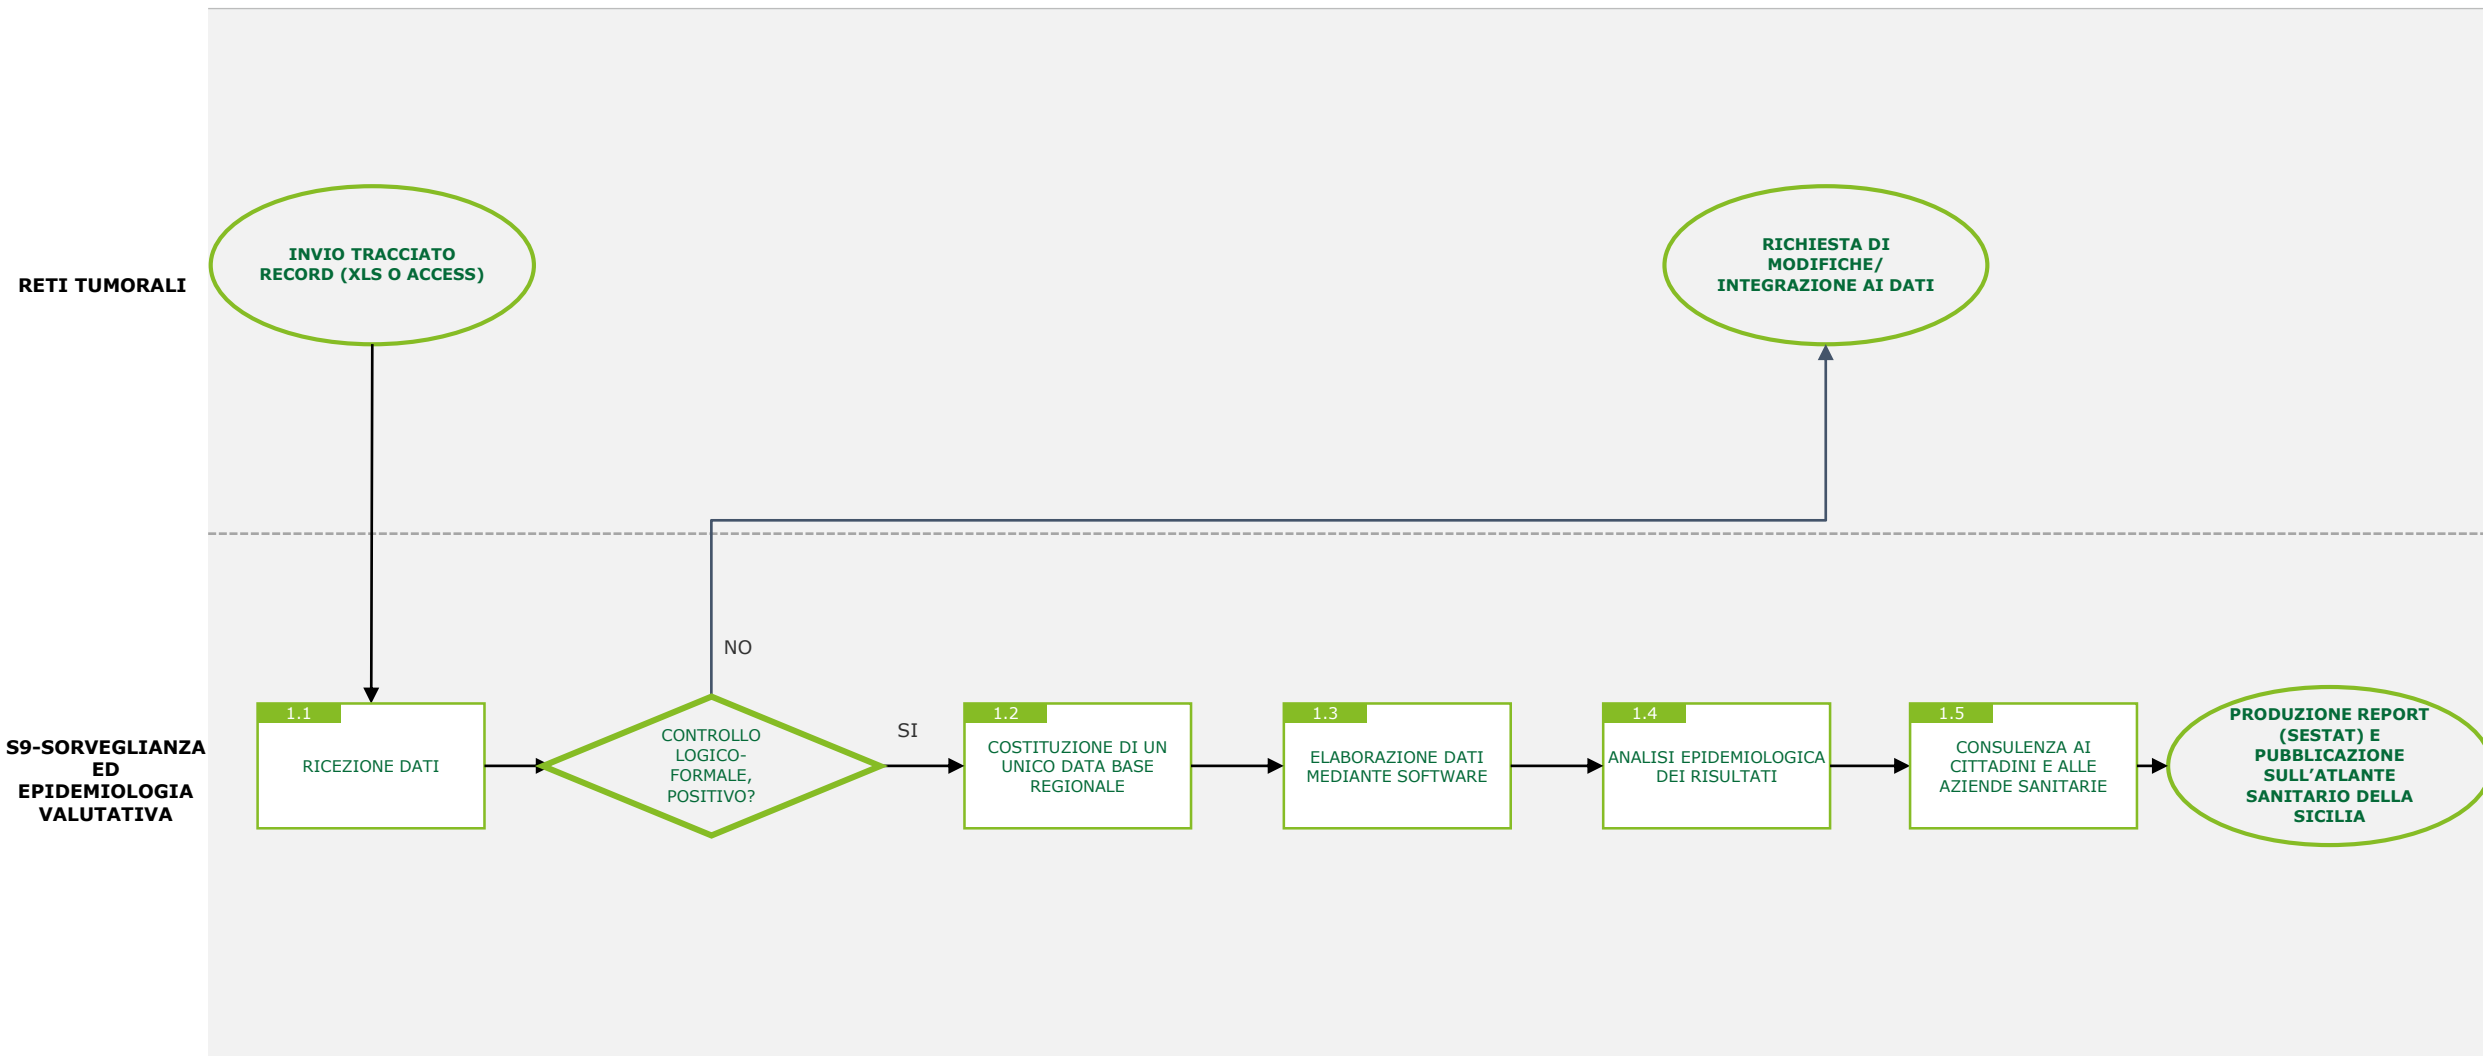 RETI TUMORALI
INVIO TRACCIATO
RECORD (XLS O ACCESS)
RICHIESTA DI
MODIFICHE/
INTEGRAZIONE AI DATI
NO
SI
S9-SORVEGLIANZA
ED
EPIDEMIOLOGIA
VALUTATIVA
1.1
RICEZIONE DATI
CONTROLLO
LOGICO-
FORMALE,
POSITIVO?
1.2
COSTITUZIONE DI UN
UNICO DATA BASE
REGIONALE
1.3
ELABORAZIONE DATI
MEDIANTE SOFTWARE
1.4
ANALISI EPIDEMIOLOGICA
DEI RISULTATI
1.5
CONSULENZA AI
CITTADINI E ALLE
AZIENDE SANITARIE
PRODUZIONE REPORT
(SESTAT) E
PUBBLICAZIONE
SULL’ATLANTE
SANITARIO DELLA
SICILIA